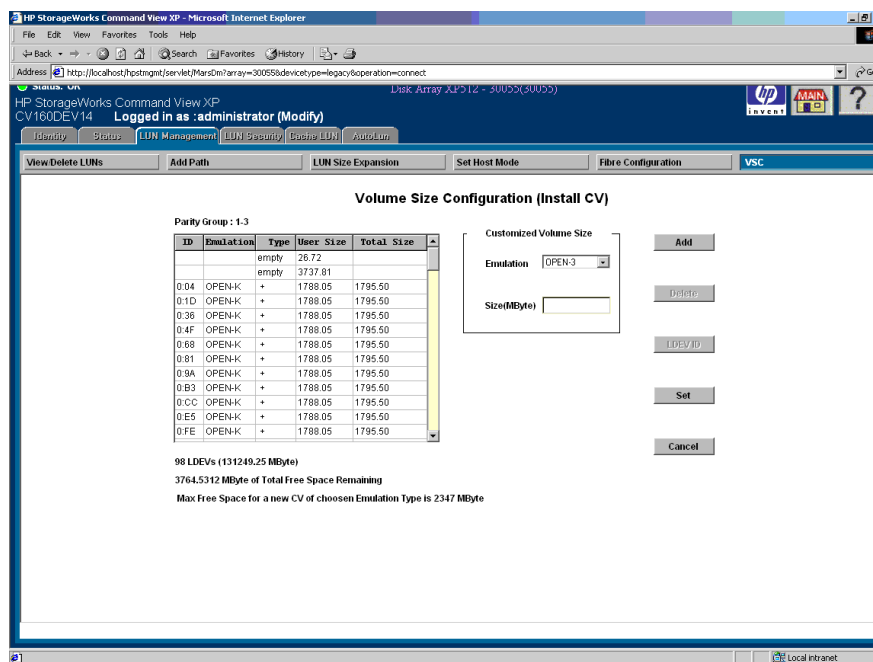 HP StorageWorks Command View XP - Microsoft Internet Explorer
File Edit View Favorites Tools Help
Back Search Favorites History
Address http://localhost/hpstmgmt/servlet/MarsDm?array=30055&devicetype=legacy&operation=connect
Status: OK Disk Array XP512 - 30055(30055)
HP StorageWorks Command View XP
CV160DEV14 Logged in as :administrator (Modify)
hp invent MAIN ?
Identity Status LUN Management LUN Security Cache LUN AutoLun
View/Delete LUNs Add Path LUN Size Expansion Set Host Mode Fibre Configuration VSC
Volume Size Configuration (Install CV)
Parity Group : 1-3
ID Emulation Type User Size Total Size
empty 26.72
empty 3737.81
0:04 OPEN-K + 1788.05 1795.50
0:1D OPEN-K + 1788.05 1795.50
0:36 OPEN-K + 1788.05 1795.50
0:4F OPEN-K + 1788.05 1795.50
0:68 OPEN-K + 1788.05 1795.50
0:81 OPEN-K + 1788.05 1795.50
0:9A OPEN-K + 1788.05 1795.50
0:B3 OPEN-K + 1788.05 1795.50
0:CC OPEN-K + 1788.05 1795.50
0:E5 OPEN-K + 1788.05 1795.50
0:FE OPEN-K + 1788.05 1795.50
Customized Volume Size
Emulation OPEN-3
Size(MByte)
Add
Delete
LDEV ID
Set
Cancel
98 LDEVs (131249.25 MByte)
3764.5312 MByte of Total Free Space Remaining
Max Free Space for a new CV of choosen Emulation Type is 2347 MByte
Local intranet